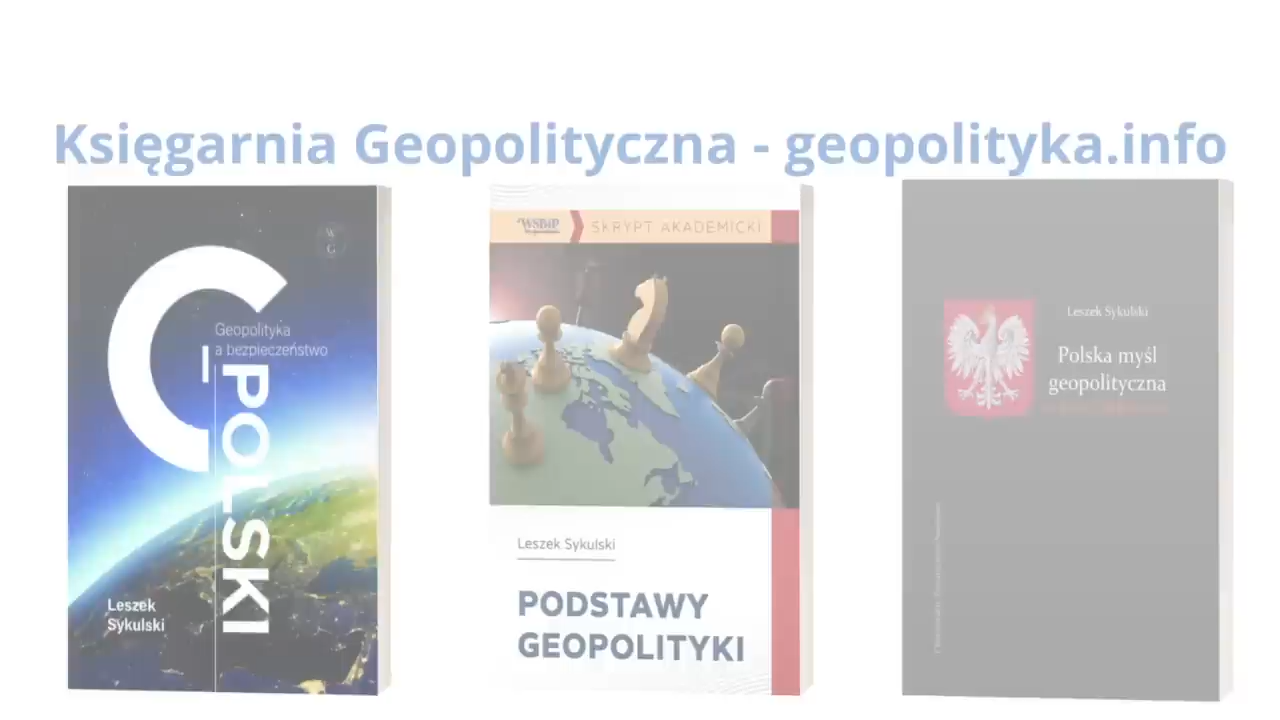 Księgarnia Geopolityczna - geopolityka.info
W
G
Geopolityka
a bezpieczeństwo
POLSKI
Leszek
Sykulski
WSBiP
SKRYPT AKADEMICKI
Leszek Sykulski
PODSTAWY
GEOPOLITYKI
Leszek Sykulski
Polska myśl
geopolityczna